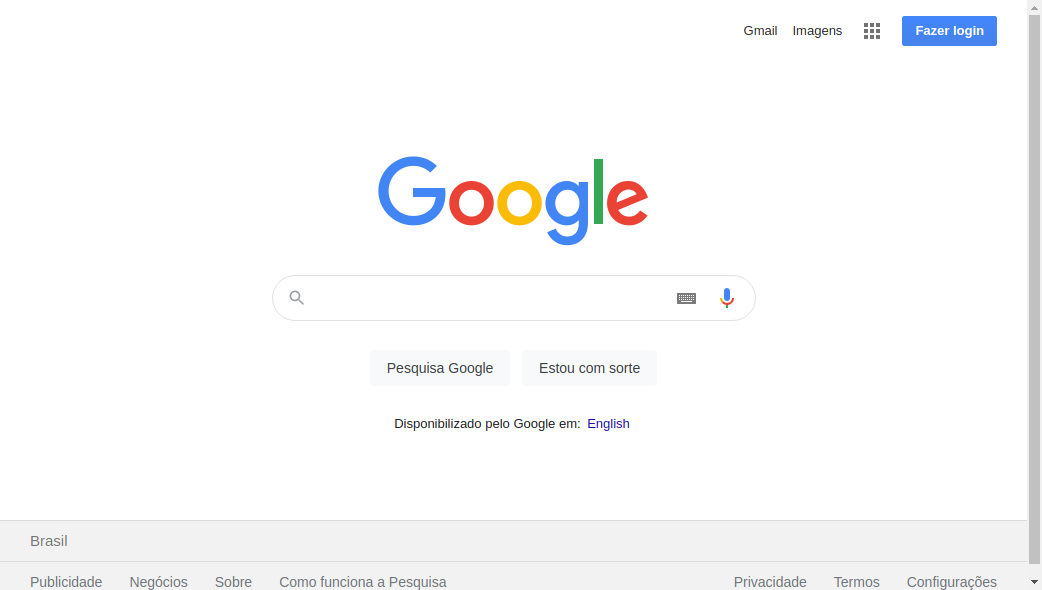 Gmail Imagens Fazer login
Google
Pesquisa Google Estou com sorte
Disponibilizado pelo Google em: English
Brasil
Publicidade Negócios Sobre Como funciona a Pesquisa Privacidade Termos Configurações